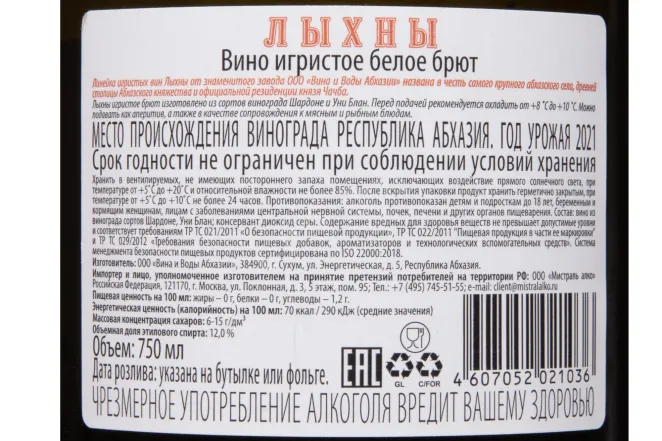 ЛЫХНЫ
Вино игристое белое брют
Линейка игристых вин Лыхны от знаменитого завода ООО «Вина и Воды Абхазии» названа в честь самого крупного абхазского село, древней
столицы Абхазского княжества и официальной резиденции князя Чачба.
Лыхны игристое брют изготовлено из сортов винограда Шардоне и Уни Блан. Перед подачей рекомендуется охладить от +8 °С до +10 °С. Можно
подавать как аперитив, а также в качестве сопровождения к мясным и рыбным блюдам.
МЕСТО ПРОИСХОЖДЕНИЯ ВИНОГРАДА РЕСПУБЛИКА АБХАЗИЯ. ГОД УРОЖАЯ 2021
Срок годности не ограничен при соблюдении условий хранения
Хранить в вентилируемых, не имеющих постороннего запаха помещениях, исключающих воздействие прямого солнечного света, при
температуре от +5°С до +20°С и относительной влажности не более 85%. После вскрытия упаковки продукт хранить герметично закрытым, при
температуре от +5°С до +10°С не более 24 часов. Противопоказания: алкоголь противопоказан детям и подросткам до 18 лет, беременным и
кормящим женщинам, лицам с заболеваниями центральной нервной системы, почек, печени и других органов пищеварения. Состав: вино из
винограда сортов Шардоне, Уни Блан; консервант диоксид серы. Содержание вредных для здоровья веществ не превышает допустимые уровни
и соответствует требованиям ТР ТС 021/2011 «О безопасности пищевой продукции», ТР ТС 022/2011 "Пищевая продукция в части ее маркировки"
и ТР ТС 029/2012 «Требования безопасности пищевых добавок, ароматизаторов и технологических вспомогательных средств». Система
менеджмента безопасности пищевых продуктов сертифицирована по ISO 22000:2018.
Изготовитель: ООО «Вина и Воды Абхазии», 384900, г. Сухум, ул. Энергетическая, д. 5, Республика Абхазия.
Импортер и лицо, уполномоченное изготовителем на принятие претензий потребителей на территории РФ: ООО «Мистраль алко»
Российская Федерация, 121170, г. Москва, ул. Поклонная, д. 3, 5 этаж, пом. 95; Тел.: +7 (495) 745-51-55; e-mail: client@mistralalko.ru
Пищевая ценность на 100 мл: жиры – 0 г, белки – 0 г, углеводы – 1,2 г.
Энергетическая ценность (калорийность) на 100 мл: 70 ккал / 290 кДж (средние значения)
Массовая концентрация сахаров: 6-15 г/дм³
Объемная доля этилового спирта: 12,0 %
Объем: 750 мл
Дата розлива: указана на бутылке или фольге.
EAC
GL
C/FOR
4 607052 021036
ЧРЕЗМЕРНОЕ УПОТРЕБЛЕНИЕ АЛКОГОЛЯ ВРЕДИТ ВАШЕМУ ЗДОРОВЬЮ